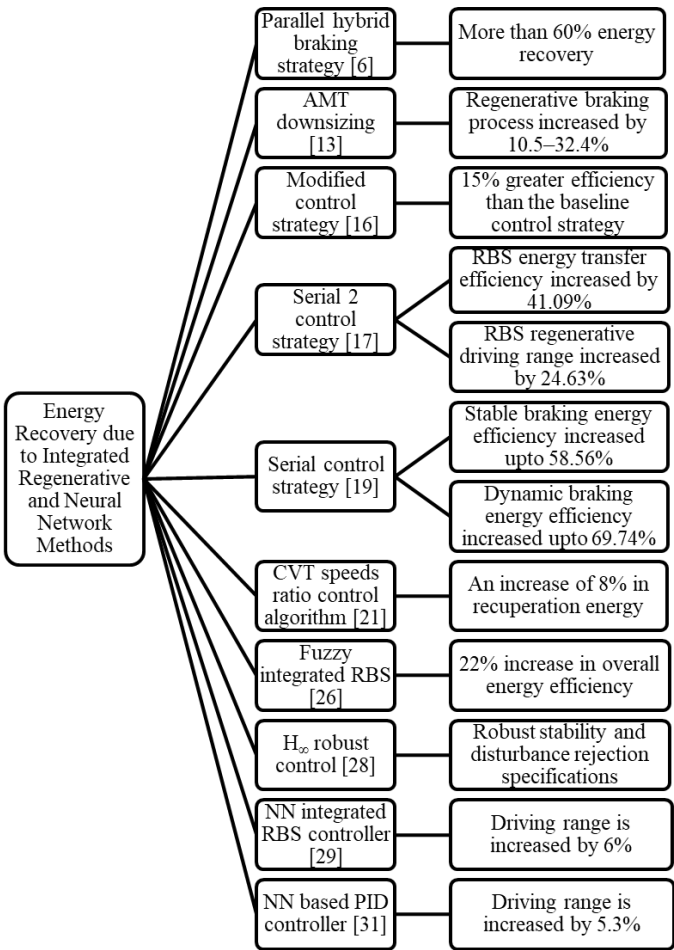 Energy
Recovery due
to Integrated
Regenerative
and Neural
Network
Methods
Parallel hybrid
braking
strategy [6]
More than 60% energy
recovery
AMT
downsizing
[13]
Regenerative braking
process increased by
10.5–32.4%
Modified
control
strategy [16]
15% greater efficiency
than the baseline
control strategy
Serial 2
control
strategy
[17]
RBS energy transfer
efficiency increased by
41.09%
RBS regenerative
driving range increased
by 24.63%
Serial control
strategy [19]
Stable braking energy
efficiency increased
upto 58.56%
Dynamic braking
energy efficiency
increased upto 69.74%
CVT speeds
ratio control
algorithm [21]
An increase of 8% in
recuperation energy
Fuzzy
integrated RBS
[26]
22% increase in overall
energy efficiency
H∞ robust
control [28]
Robust stability and
disturbance rejection
specifications
NN integrated
RBS controller
[29]
Driving range is
increased by 6%
NN based PID
controller [31]
Driving range is
increased by 5.3%